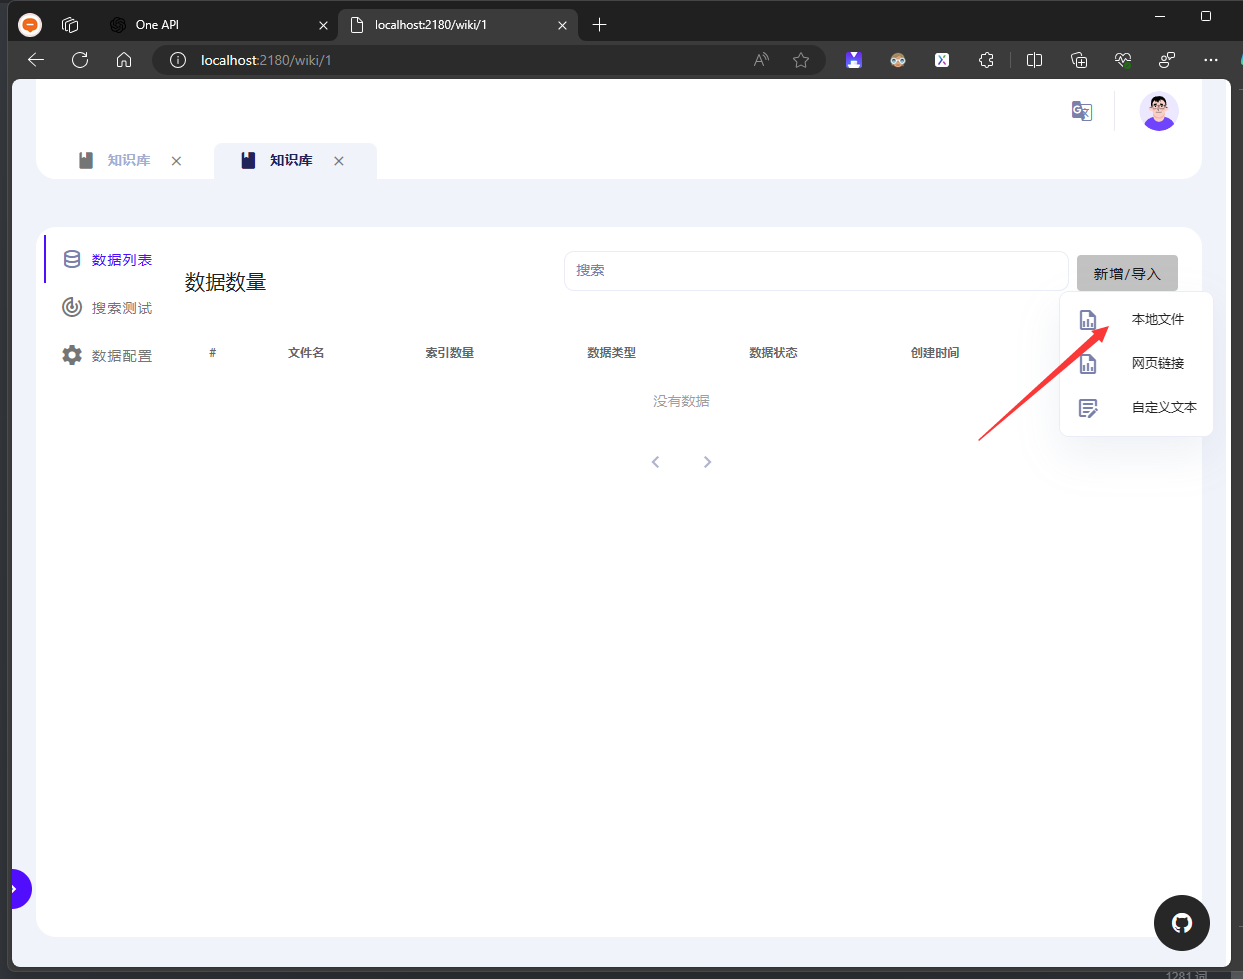 One API
localhost:2180/wiki/1
localhost:2180/wiki/1
知识库
知识库
数据列表
搜索测试
数据配置
数据数量
搜索
新增/导入
本地文件
网页链接
自定义文本
# 文件名 索引数量 数据类型 数据状态 创建时间
没有数据
1281 词